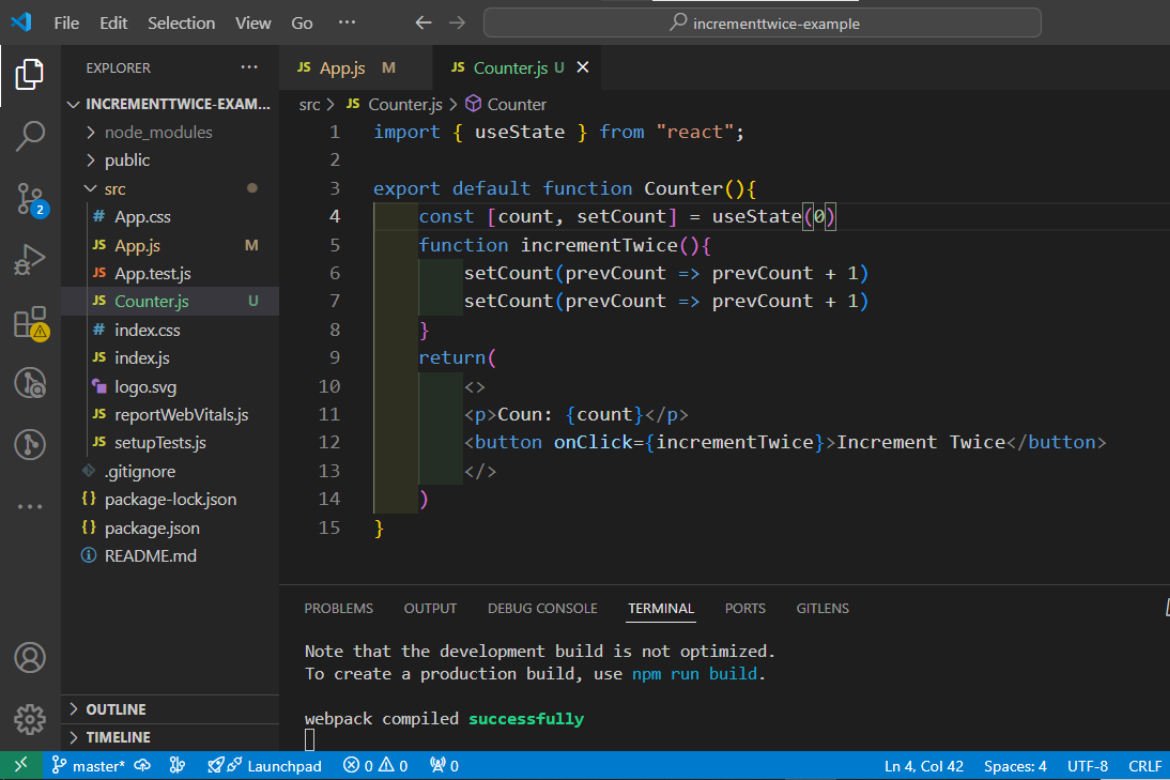 File Edit Selection View Go ··· incrementtwice-example
EXPLORER ···
INCREMENTTWICE-EXAM...
node_modules
public
src
# App.css
JS App.js M
JS App.test.js
JS Counter.js U
# index.css
JS index.js
logo.svg
JS reportWebVitals.js
JS setupTests.js
.gitignore
{} package-lock.json
{} package.json
README.md
OUTLINE
TIMELINE
2
JS App.js M JS Counter.js U
src > JS Counter.js > Counter
1 import { useState } from "react";
2
3 export default function Counter(){
4 const [count, setCount] = useState(0)
5 function incrementTwice(){
6 setCount(prevCount => prevCount + 1)
7 setCount(prevCount => prevCount + 1)
8 }
9 return(
10 <>
11 <p>Coun: {count}</p>
12 <button onClick={incrementTwice}>Increment Twice</button>
13 </>
14 )
15 }
PROBLEMS OUTPUT DEBUG CONSOLE TERMINAL PORTS GITLENS
Note that the development build is not optimized.
To create a production build, use npm run build.
webpack compiled successfully
master* Launchpad 0 0 0 Ln 4, Col 42 Spaces: 4 UTF-8 CRLF